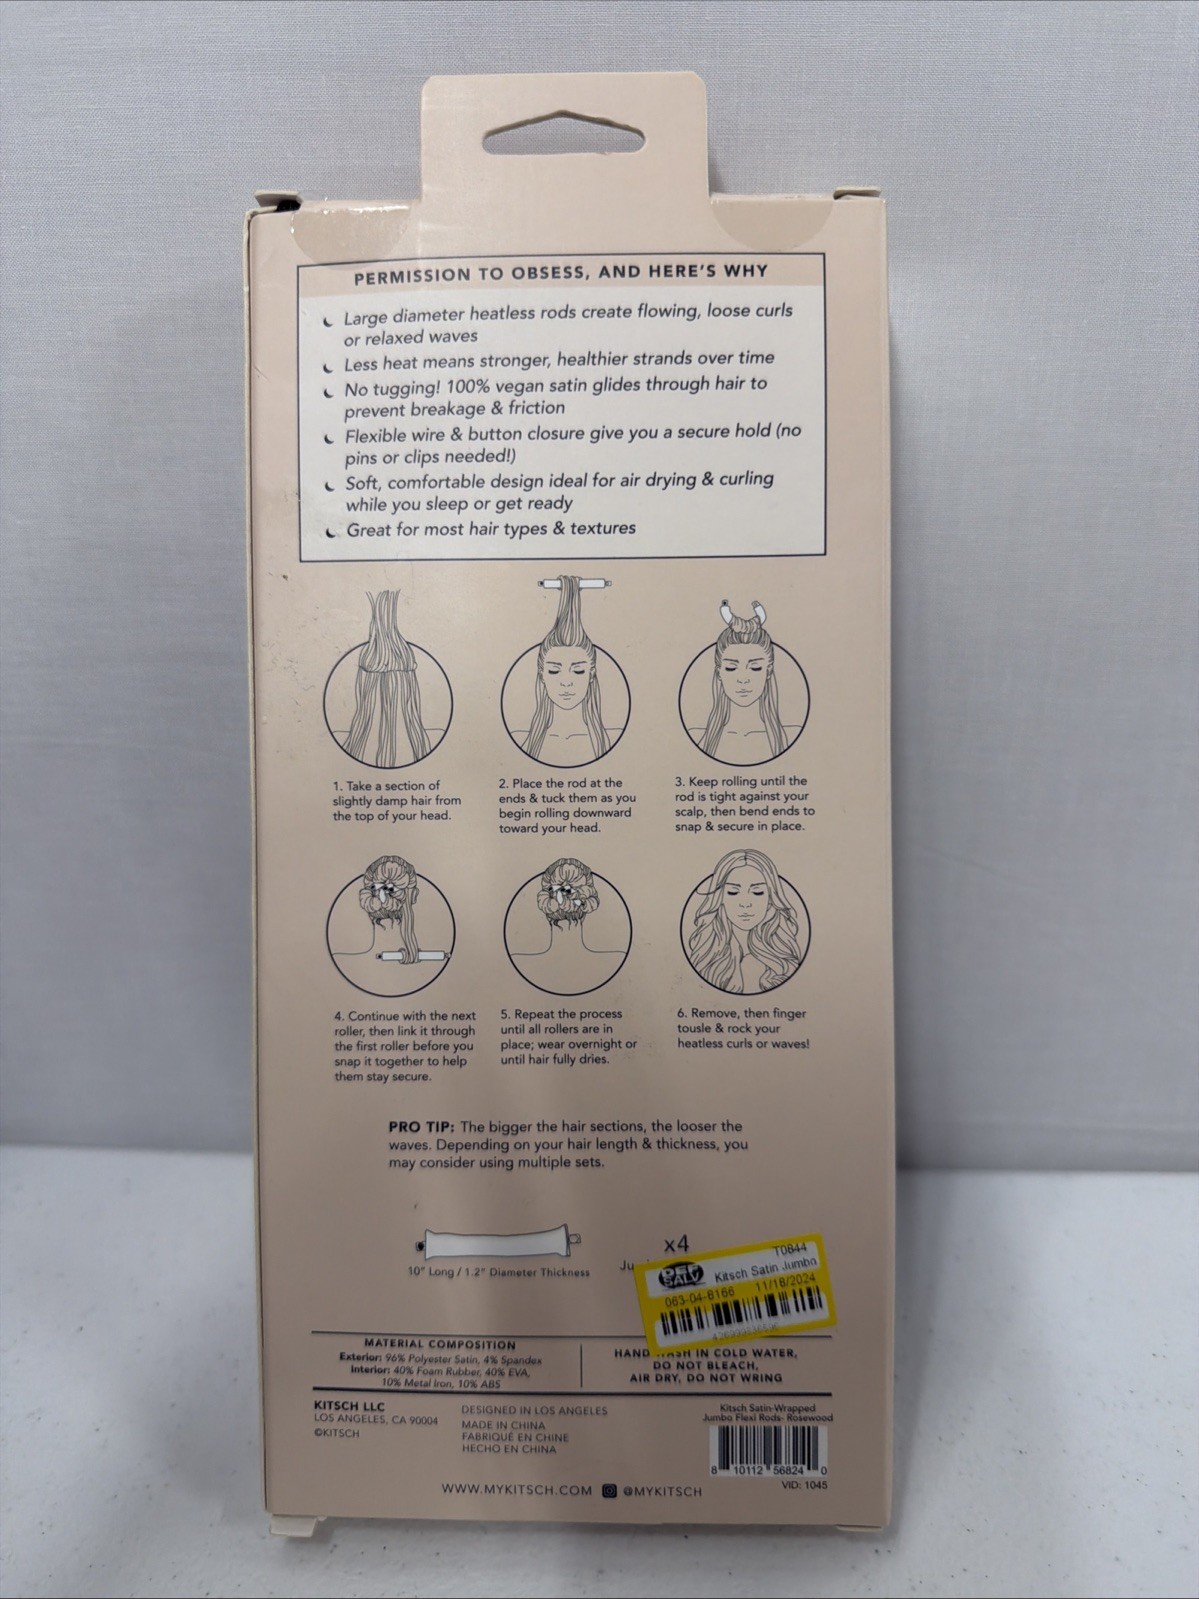 PERMISSION TO OBSESS, AND HERE'S WHY
Large diameter heatless rods create flowing, loose curls
or relaxed waves
Less heat means stronger, healthier strands over time
No tugging! 100% vegan satin glides through hair to
prevent breakage & friction
Flexible wire & button closure give you a secure hold (no
pins or clips needed!)
Soft, comfortable design ideal for air drying & curling
while you sleep or get ready
Great for most hair types & textures
1. Take a section of
slightly damp hair from
the top of your head.
2. Place the rod at the
ends & tuck them as you
begin rolling downward
toward your head.
3. Keep rolling until the
rod is tight against your
scalp, then bend ends to
snap & secure in place.
4. Continue with the next
roller, then link it through
the first roller before you
snap it together to help
them stay secure.
5. Repeat the process
until all rollers are in
place; wear overnight or
until hair fully dries.
6. Remove, then finger
tousle & rock your
heatless curls or waves!
PRO TIP: The bigger the hair sections, the looser the
waves. Depending on your hair length & thickness, you
may consider using multiple sets.
x4
10" Long / 1.2" Diameter Thickness
T0844
Kitsch Satin Jumbo
063-04-8166 11/18/2024
MATERIAL COMPOSITION
Exterior: 96% Polyester Satin, 4% Spandex
Interior: 40% Foam Rubber, 40% EVA,
10% Metal Iron, 10% ABS
HAND WASH IN COLD WATER,
DO NOT BLEACH,
AIR DRY, DO NOT WRING
KITSCH LLC
LOS ANGELES, CA 90004
©KITSCH
DESIGNED IN LOS ANGELES
MADE IN CHINA
FABRIQUÉ EN CHINE
HECHO EN CHINA
Kitsch Satin-Wrapped
Jumbo Flexi Rods- Rosewood
8 10112 56824 0
VID: 1045
WWW.MYKITSCH.COM @MYKITSCH